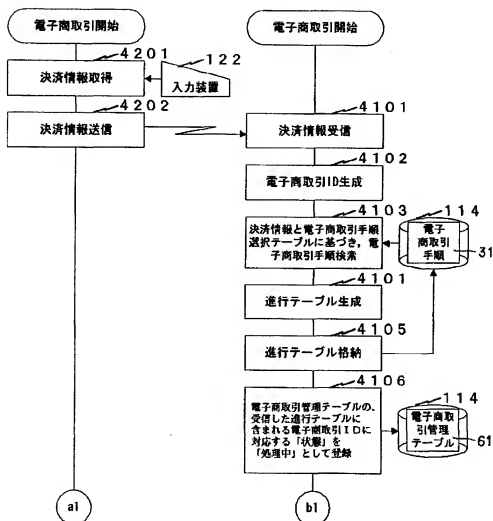 電子商取引開始
電子商取引開始
4201
122
決済情報取得
入力装置
4202
4101
決済情報送信
決済情報受信
4102
電子商取引ID生成
4103
114
決済情報と電子商取引手順
選択テーブルに基づき,電
子商取引手順検索
電子
商取引
手順
31
4101
進行テーブル生成
4105
進行テーブル格納
4106
114
電子商取引管理テーブルの、
受信した進行テーブルに
含まれる電子商取引IDに
対応する「状態」を
「処理中」として登録
電子商取
引管理
テーブル
61
a1
b1